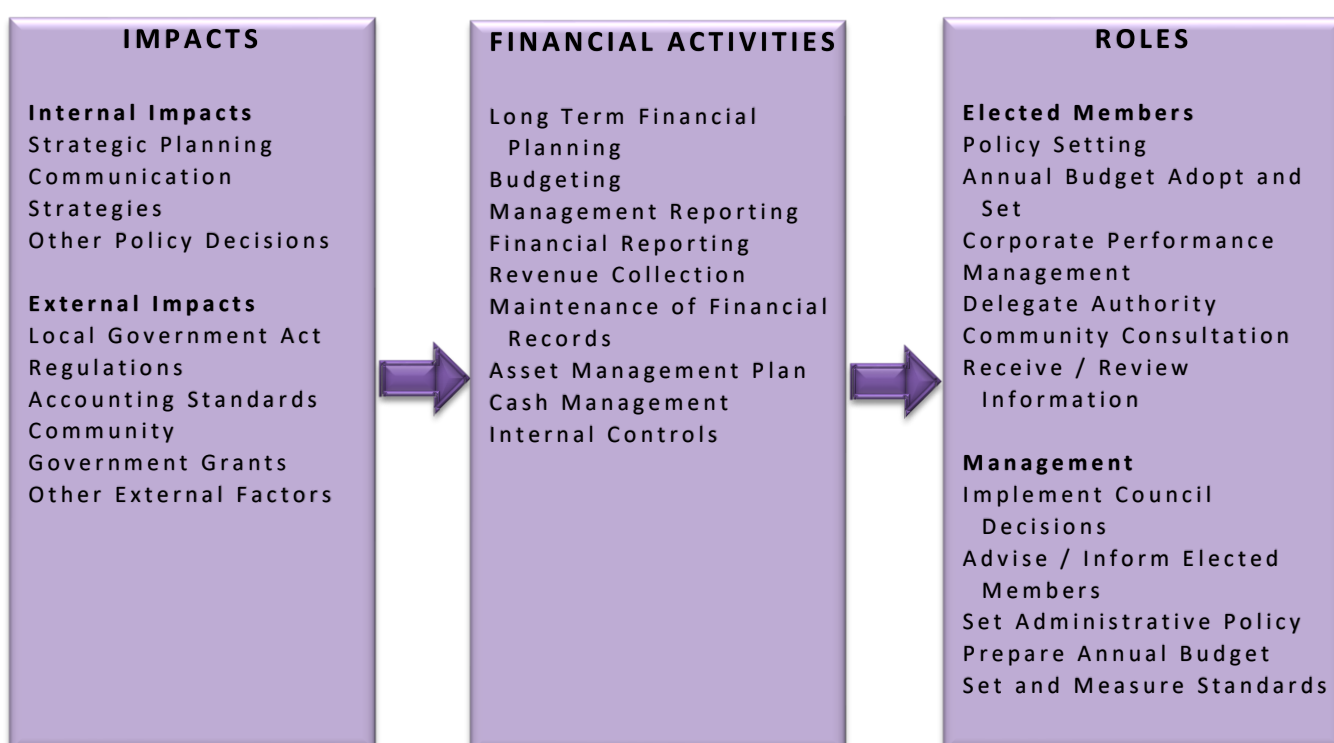 IMPACTS
Internal Impacts
Strategic Planning
Communication
Strategies
Other Policy Decisions
External Impacts
Local Government Act
Regulations
Accounting Standards
Community
Government Grants
Other External Factors
FINANCIAL ACTIVITIES
Long Term Financial
Planning
Budgeting
Management Reporting
Financial Reporting
Revenue Collection
Maintenance of Financial
Records
Asset Management Plan
Cash Management
Internal Controls
ROLES
Elected Members
Policy Setting
Annual Budget Adopt and
Set
Corporate Performance
Management
Delegate Authority
Community Consultation
Receive / Review
Information
Management
Implement Council
Decisions
Advise / Inform Elected
Members
Set Administrative Policy
Prepare Annual Budget
Set and Measure Standards